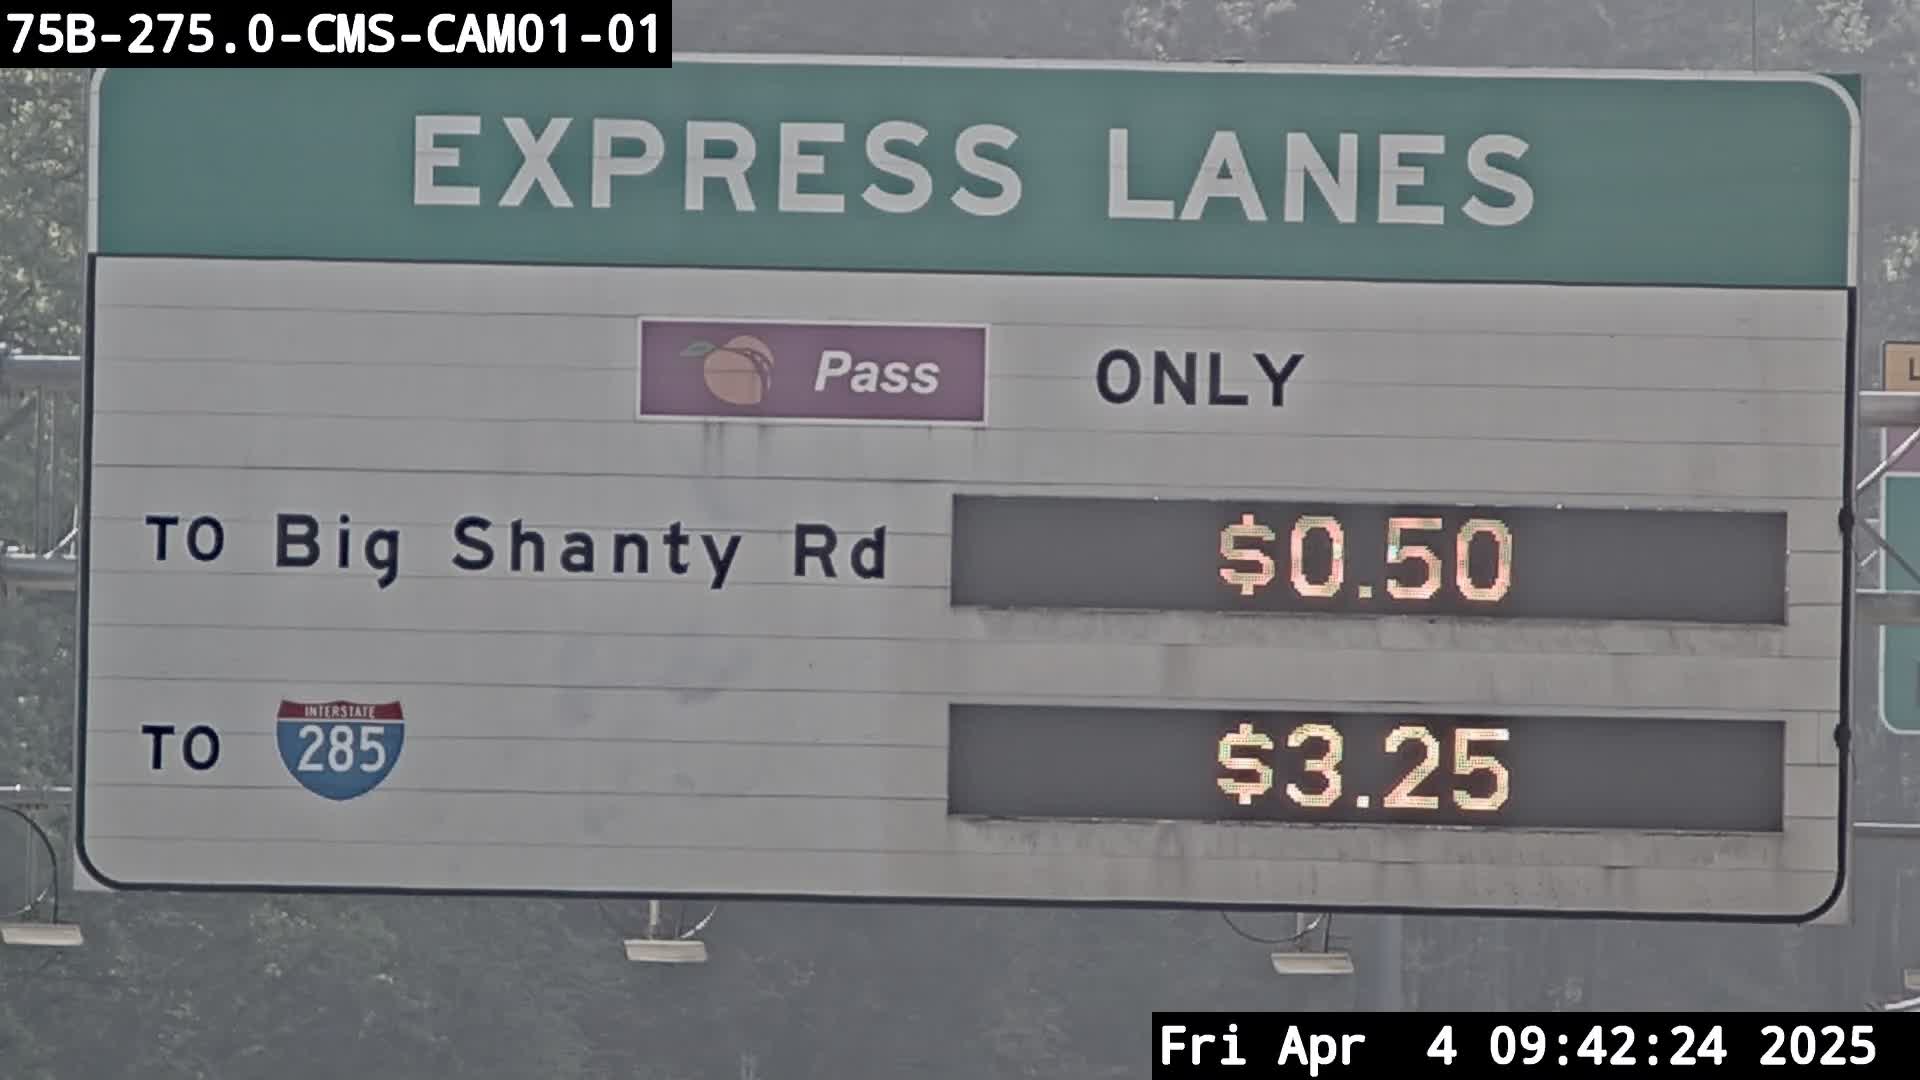 75B-275.0-CMS-CAM01-01
EXPRESS LANES
Pass ONLY
TO Big Shanty Rd $0.50
TO INTERSTATE 285 $3.25
Fri Apr 4 09:42:24 2025